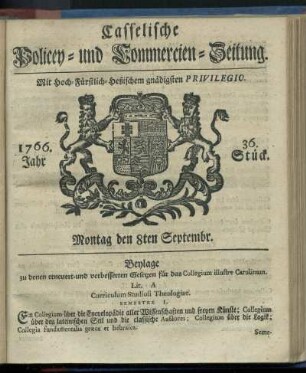 Casselische
Policey- und Commercien-Zeitung.
Mit Hoch-Fürstlich-Heßischem gnädigsten PRIVILEGIO.
1766. 36.
Jahr Stück.
Montag den 8ten Septembr.
Beylage
zu denen erneuert-und verbesserten Gesetzen für das Collegium illustre Carolinum.
Lit. A
Curriculum Studiosi Theologiae.
SEMESTRE I.
Ein Collegium über die Encyclopädie aller Wissenschaften und freyen Künste; Collegium
über den lateinischen Stil und die classische Auctores; Collegium über die Logik;
Collegia Fundamentalia graeca et hebraica.
Seme-